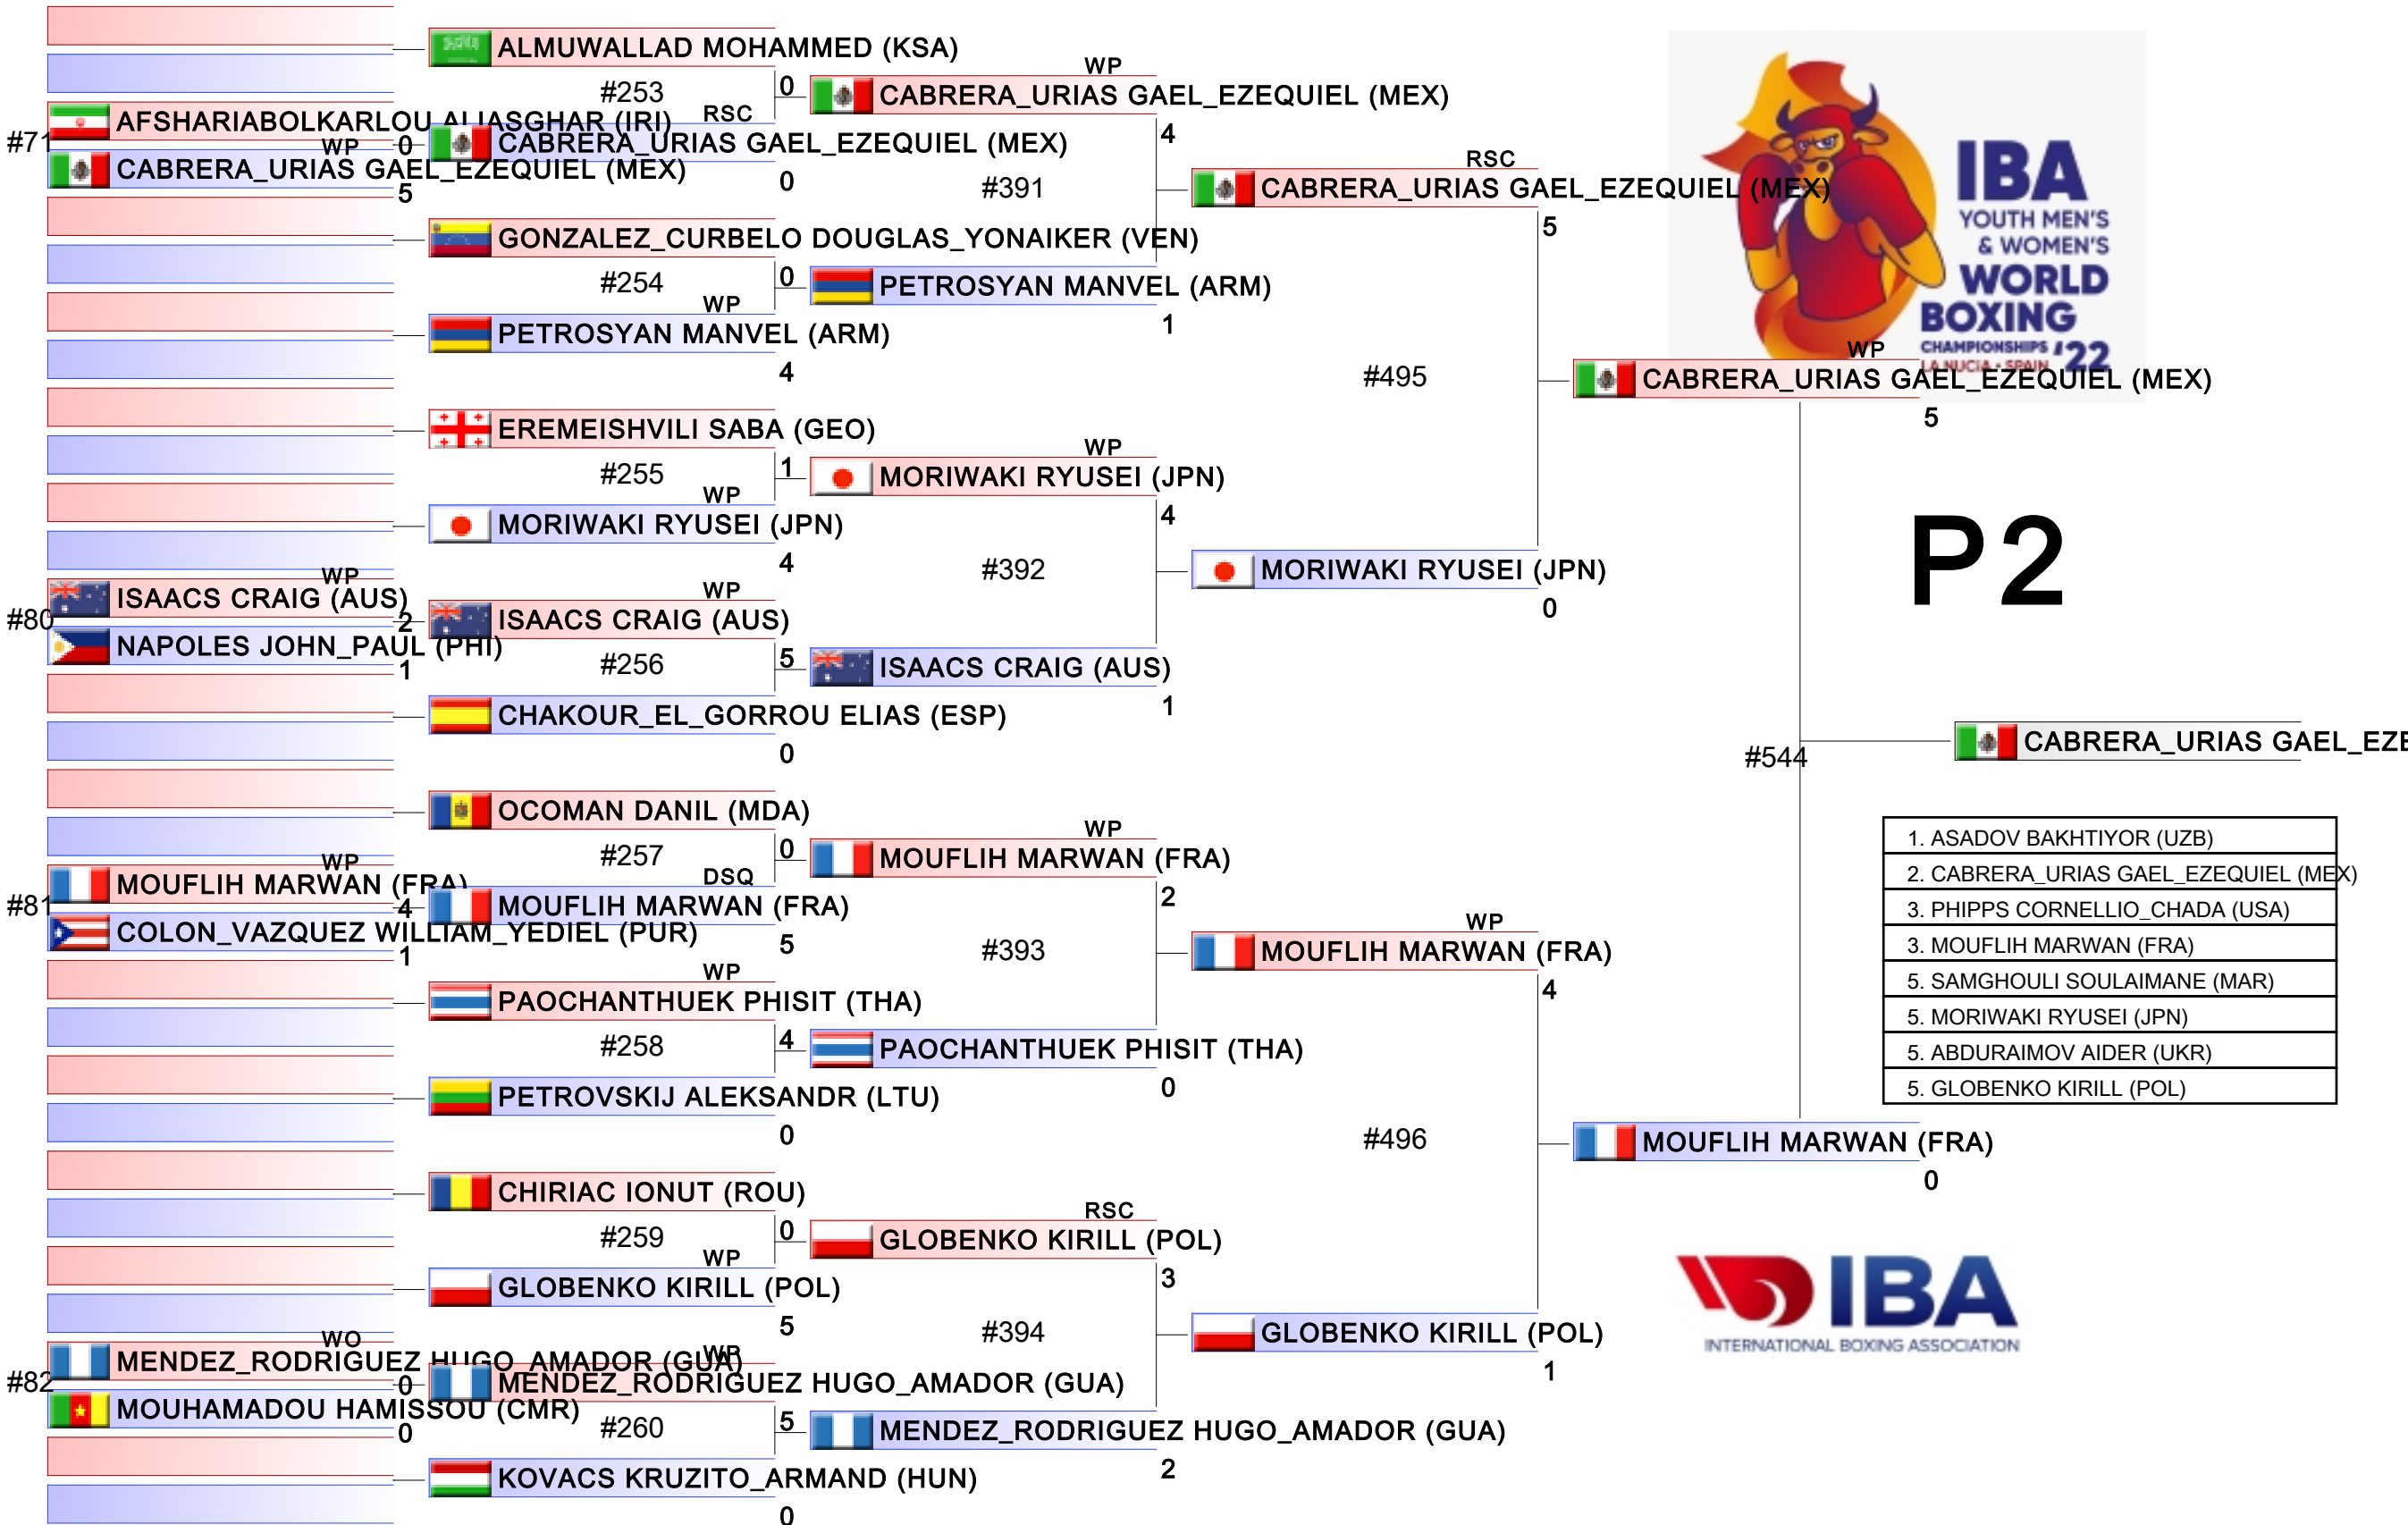 #71
AFSHARIABOLKARLOU ALIASGHAR (IRI)
0
WP
CABRERA_URIAS GAEL_EZEQUIEL (MEX)
5
#80
WP
ISAACS CRAIG (AUS)
2
NAPOLES JOHN_PAUL (PHI)
1
#81
WP
MOUFLIH MARWAN (FRA)
4
COLON_VAZQUEZ WILLIAM_YEDIEL (PUR)
1
#82
WO
MENDEZ_RODRIGUEZ HUGO_AMADOR (GUA)
0
MOUHAMADOU HAMISSOU (CMR)
0
ALMUWALLAD MOHAMMED (KSA)
0
#253
RSC
CABRERA_URIAS GAEL_EZEQUIEL (MEX)
0
GONZALEZ_CURBELO DOUGLAS_YONAIKER (VEN)
0
#254
WP
PETROSYAN MANVEL (ARM)
4
EREMEISHVILI SABA (GEO)
1
#255
WP
MORIWAKI RYUSEI (JPN)
4
WP
ISAACS CRAIG (AUS)
5
#256
CHAKOUR_EL_GORROU ELIAS (ESP)
0
OCOMAN DANIL (MDA)
0
#257
DSQ
MOUFLIH MARWAN (FRA)
5
WP
PAOCHANTHUEK PHISIT (THA)
4
#258
PETROVSKIJ ALEKSANDR (LTU)
0
CHIRIAC IONUT (ROU)
0
#259
WP
GLOBENKO KIRILL (POL)
5
WP
MENDEZ_RODRIGUEZ HUGO_AMADOR (GUA)
5
#260
KOVACS KRUZITO_ARMAND (HUN)
0
WP
CABRERA_URIAS GAEL_EZEQUIEL (MEX)
4
#391
PETROSYAN MANVEL (ARM)
1
WP
MORIWAKI RYUSEI (JPN)
4
#392
ISAACS CRAIG (AUS)
1
WP
MOUFLIH MARWAN (FRA)
2
#393
PAOCHANTHUEK PHISIT (THA)
0
RSC
GLOBENKO KIRILL (POL)
3
#394
MENDEZ_RODRIGUEZ HUGO_AMADOR (GUA)
2
RSC
CABRERA_URIAS GAEL_EZEQUIEL (MEX)
5
#495
MORIWAKI RYUSEI (JPN)
0
WP
MOUFLIH MARWAN (FRA)
4
#496
GLOBENKO KIRILL (POL)
1
IBA
YOUTH MEN'S
& WOMEN'S
WORLD
BOXING
CHAMPIONSHIPS '22
LA NUCÍA - SPAIN
WP
CABRERA_URIAS GAEL_EZEQUIEL (MEX)
5
P2
#544
CABRERA_URIAS GAEL_EZE
MOUFLIH MARWAN (FRA)
0
1. ASADOV BAKHTIYOR (UZB)
2. CABRERA_URIAS GAEL_EZEQUIEL (MEX)
3. PHIPPS CORNELLIO_CHADA (USA)
3. MOUFLIH MARWAN (FRA)
5. SAMGHOULI SOULAIMANE (MAR)
5. MORIWAKI RYUSEI (JPN)
5. ABDURAIMOV AIDER (UKR)
5. GLOBENKO KIRILL (POL)
IBA
INTERNATIONAL BOXING ASSOCIATION